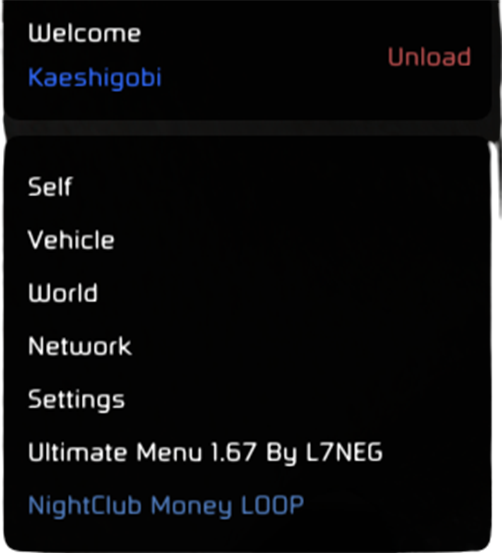 Welcome
Unload
Kaeshigobi
Self
Vehicle
World
Network
Settings
Ultimate Menu 1.67 By L7NEG
NightClub Money LOOP